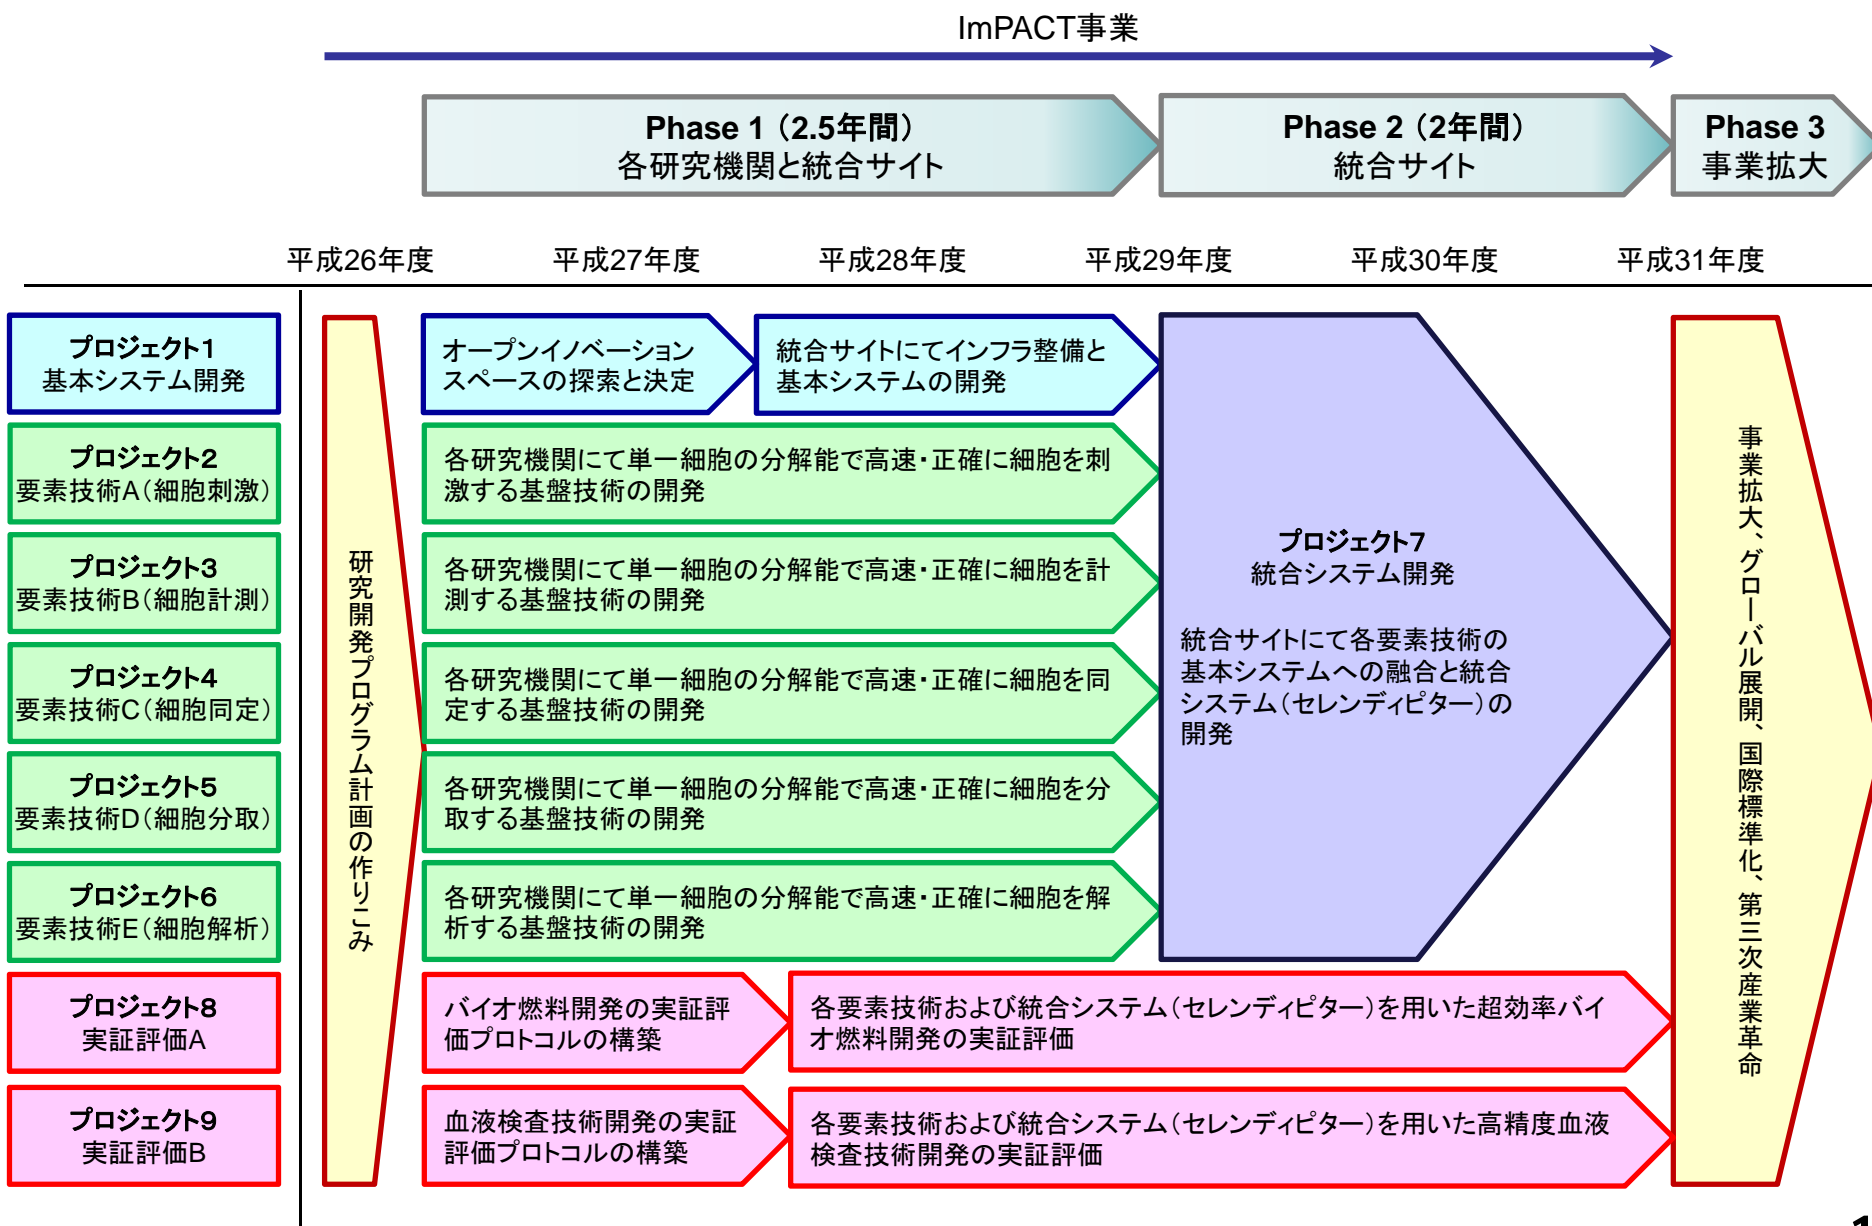 ImPACT事業
Phase 1（2.5年間）
各研究機関と統合サイト
Phase 2（2年間）
統合サイト
Phase 3
事業拡大
平成26年度
平成27年度
平成28年度
平成29年度
平成30年度
平成31年度
プロジェクト1
基本システム開発
プロジェクト2
要素技術A（細胞刺激）
プロジェクト3
要素技術B（細胞計測）
プロジェクト4
要素技術C（細胞同定）
プロジェクト5
要素技術D（細胞分取）
プロジェクト6
要素技術E（細胞解析）
プロジェクト8
実証評価A
プロジェクト9
実証評価B
研究開発プログラム計画の作りこみ
オープンイノベーション
スペースの探索と決定
統合サイトにてインフラ整備と
基本システムの開発
各研究機関にて単一細胞の分解能で高速・正確に細胞を刺
激する基盤技術の開発
各研究機関にて単一細胞の分解能で高速・正確に細胞を計
測する基盤技術の開発
各研究機関にて単一細胞の分解能で高速・正確に細胞を同
定する基盤技術の開発
各研究機関にて単一細胞の分解能で高速・正確に細胞を分
取する基盤技術の開発
各研究機関にて単一細胞の分解能で高速・正確に細胞を解
析する基盤技術の開発
プロジェクト7
統合システム開発
統合サイトにて各要素技術の
基本システムへの融合と統合
システム（セレンディピター）の
開発
バイオ燃料開発の実証評
価プロトコルの構築
各要素技術および統合システム（セレンディピター）を用いた超効率バイ
オ燃料開発の実証評価
血液検査技術開発の実証
評価プロトコルの構築
各要素技術および統合システム（セレンディピター）を用いた高精度血液
検査技術開発の実証評価
事業拡大、グローバル展開、国際標準化、第三次産業革命